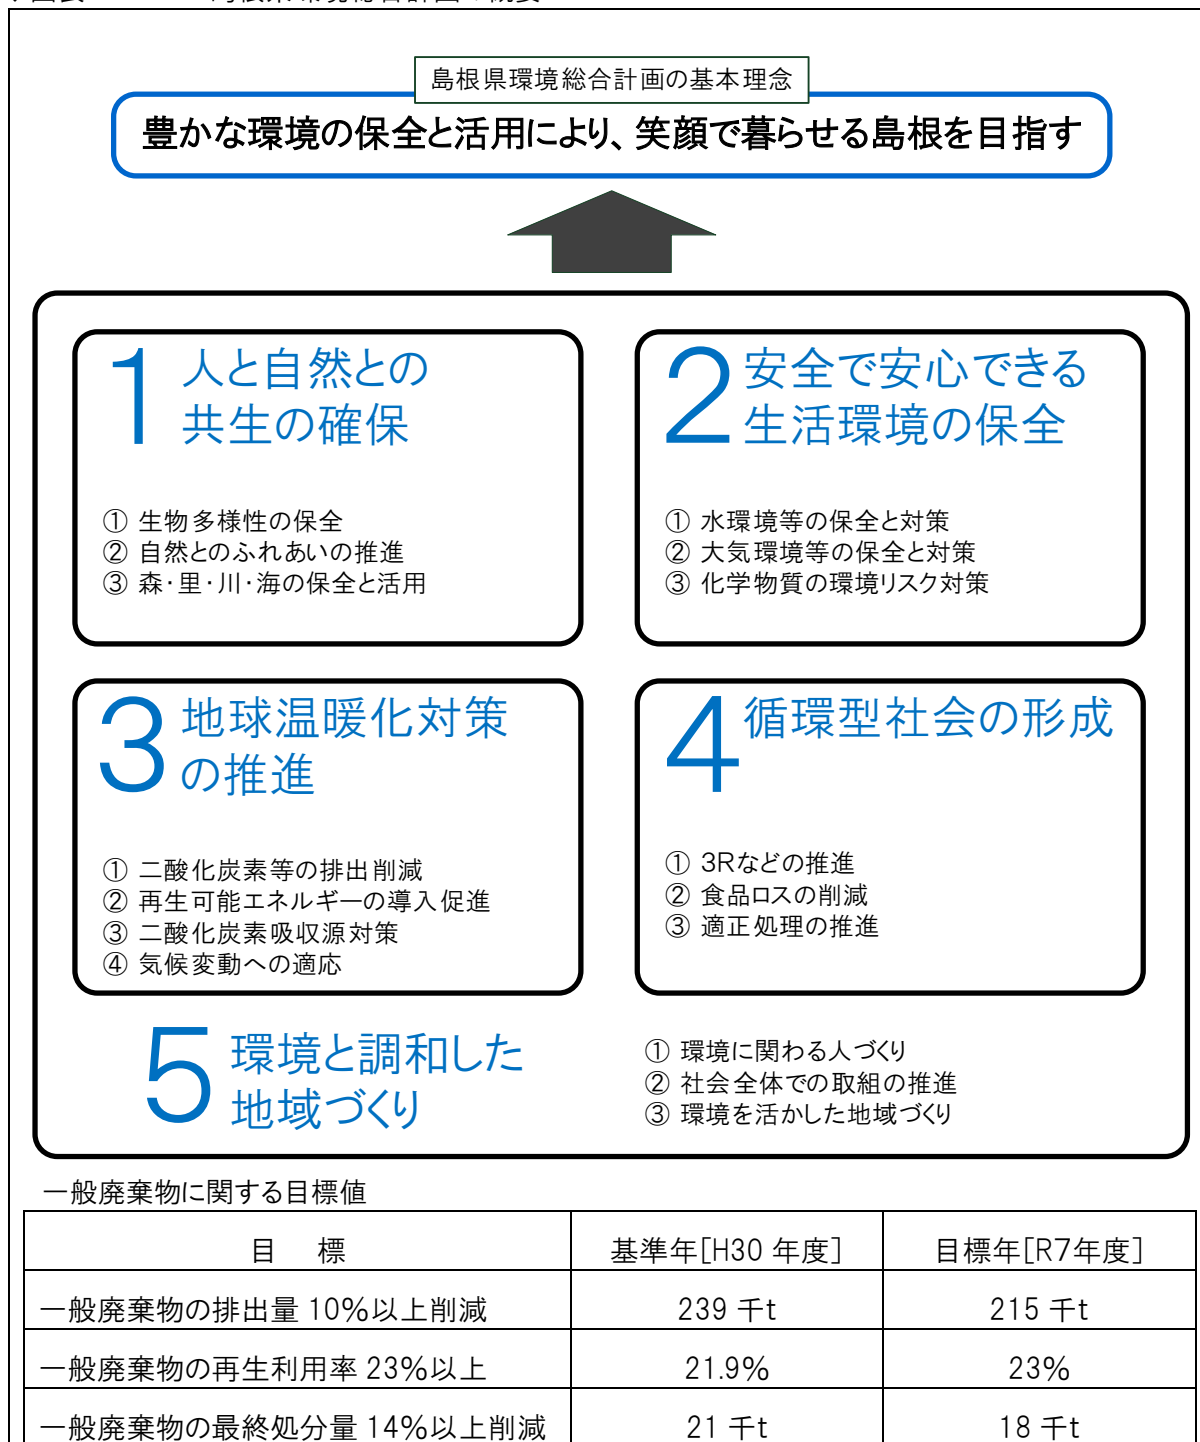 島根県環境総合計画の基本理念
豊かな環境の保全と活用により、笑顔で暮らせる島根を目指す
1 人と自然との
共生の確保
① 生物多様性の保全
② 自然とのふれあいの推進
③ 森・里・川・海の保全と活用
2 安全で安心できる
生活環境の保全
① 水環境等の保全と対策
② 大気環境等の保全と対策
③ 化学物質の環境リスク対策
3 地球温暖化対策
の推進
① 二酸化炭素等の排出削減
② 再生可能エネルギーの導入促進
③ 二酸化炭素吸収源対策
④ 気候変動への適応
4 循環型社会の形成
① 3Rなどの推進
② 食品ロスの削減
③ 適正処理の推進
5 環境と調和した
地域づくり
① 環境に関わる人づくり
② 社会全体での取組の推進
③ 環境を活かした地域づくり
一般廃棄物に関する目標値
目 標 基準年[H30 年度] 目標年[R7年度]
一般廃棄物の排出量 10%以上削減 239 千t 215 千t
一般廃棄物の再生利用率 23%以上 21.9% 23%
一般廃棄物の最終処分量 14%以上削減 21 千t 18 千t